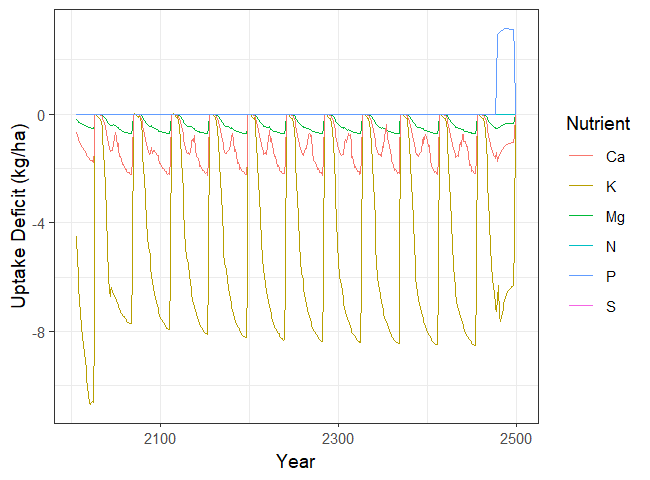 Uptake Deficit (kg/ha)
0
-4
-8
2100
2300
2500
Year
Nutrient
Ca
K
Mg
N
P
S